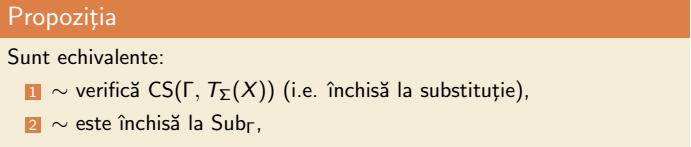 Propoziția
Sunt echivalente:
1 ∼ verifică CS(Γ, T_Σ(X)) (i.e. închisă la substituție),
2 ∼ este închisă la Sub_Γ,